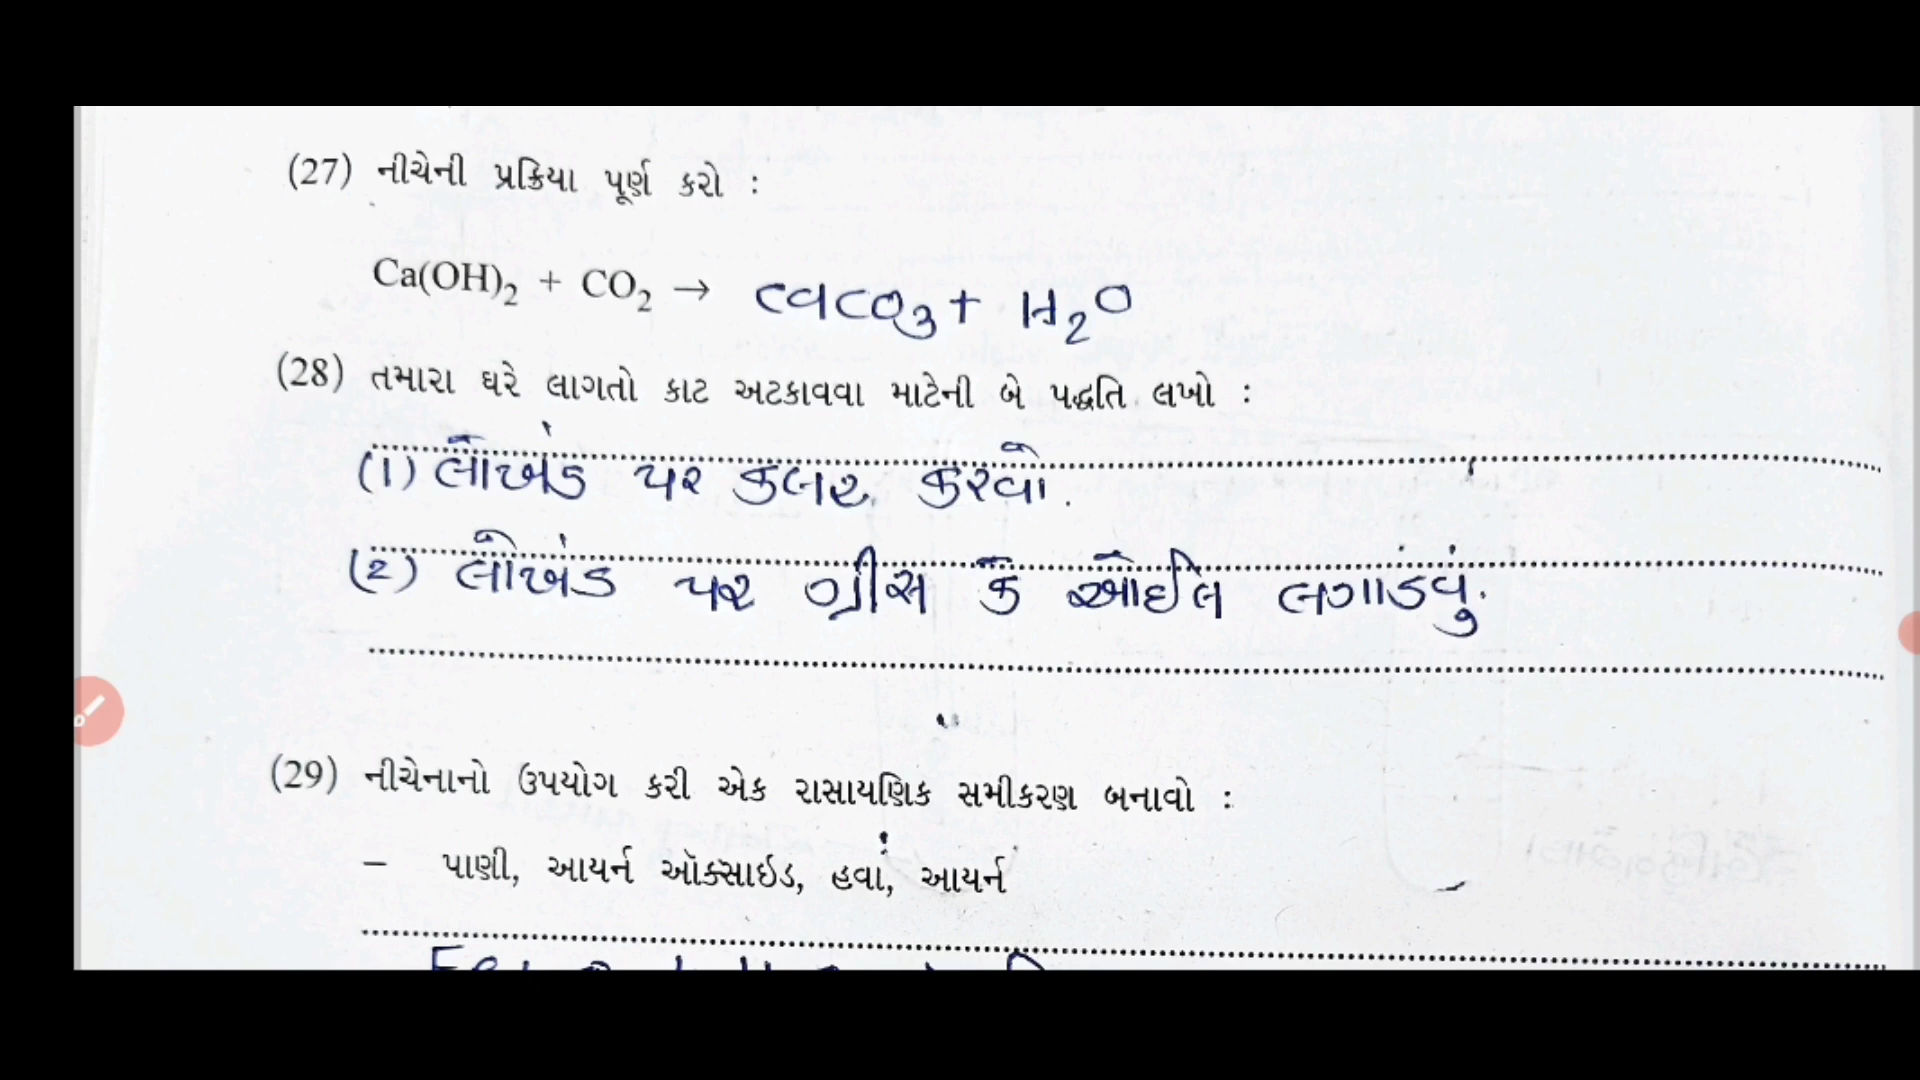 (27) નીચેની પ્રક્રિયા પૂર્ણ કરો :
Ca(OH)₂ + CO₂ → CaCO₃ + H₂O
(28) તમારા ઘરે લાગતો કાટ અટકાવવા માટેની બે પદ્ધતિ લખો :
(1) લોખંડ પર કલર કરવો.
(2) લોખંડ પર ગ્રીસ કે ઓઈલ લગાડવું.
(29) નીચેનાનો ઉપયોગ કરી એક રાસાયણિક સમીકરણ બનાવો :
– પાણી, આયર્ન ઑક્સાઇડ, હવા, આયર્ન